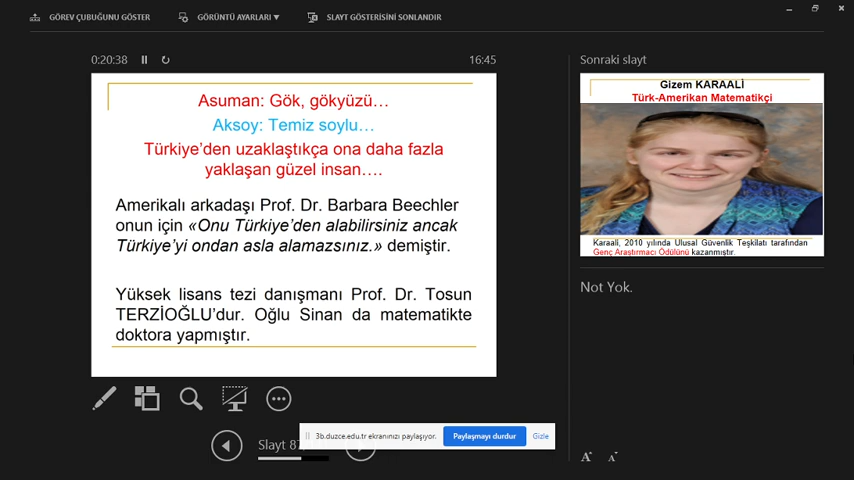 GÖREV ÇUBUĞUNU GÖSTER
GÖRÜNTÜ AYARLARI ▼
SLAYT GÖSTERİSİNİ SONLANDIR
0:20:38
16:45
Asuman: Gök, gökyüzü…
Aksoy: Temiz soylu…
Türkiye’den uzaklaştıkça ona daha fazla
yaklaşan güzel insan….
Amerikalı arkadaşı Prof. Dr. Barbara Beechler
onun için «Onu Türkiye’den alabilirsiniz ancak
Türkiye’yi ondan asla alamazsınız.» demiştir.
Yüksek lisans tezi danışmanı Prof. Dr. Tosun
TERZİOĞLU’dur. Oğlu Sinan da matematikte
doktora yapmıştır.
Sonraki slayt
Gizem KARAALİ
Türk-Amerikan Matematikçi
Karaali, 2010 yılında Ulusal Güvenlik Teşkilatı tarafından
Genç Araştırmacı Ödülünü kazanmıştır.
Not Yok.
Slayt 87
3b.duzce.edu.tr ekranınızı paylaşıyor.
Paylaşmayı durdur
Gizle
A A